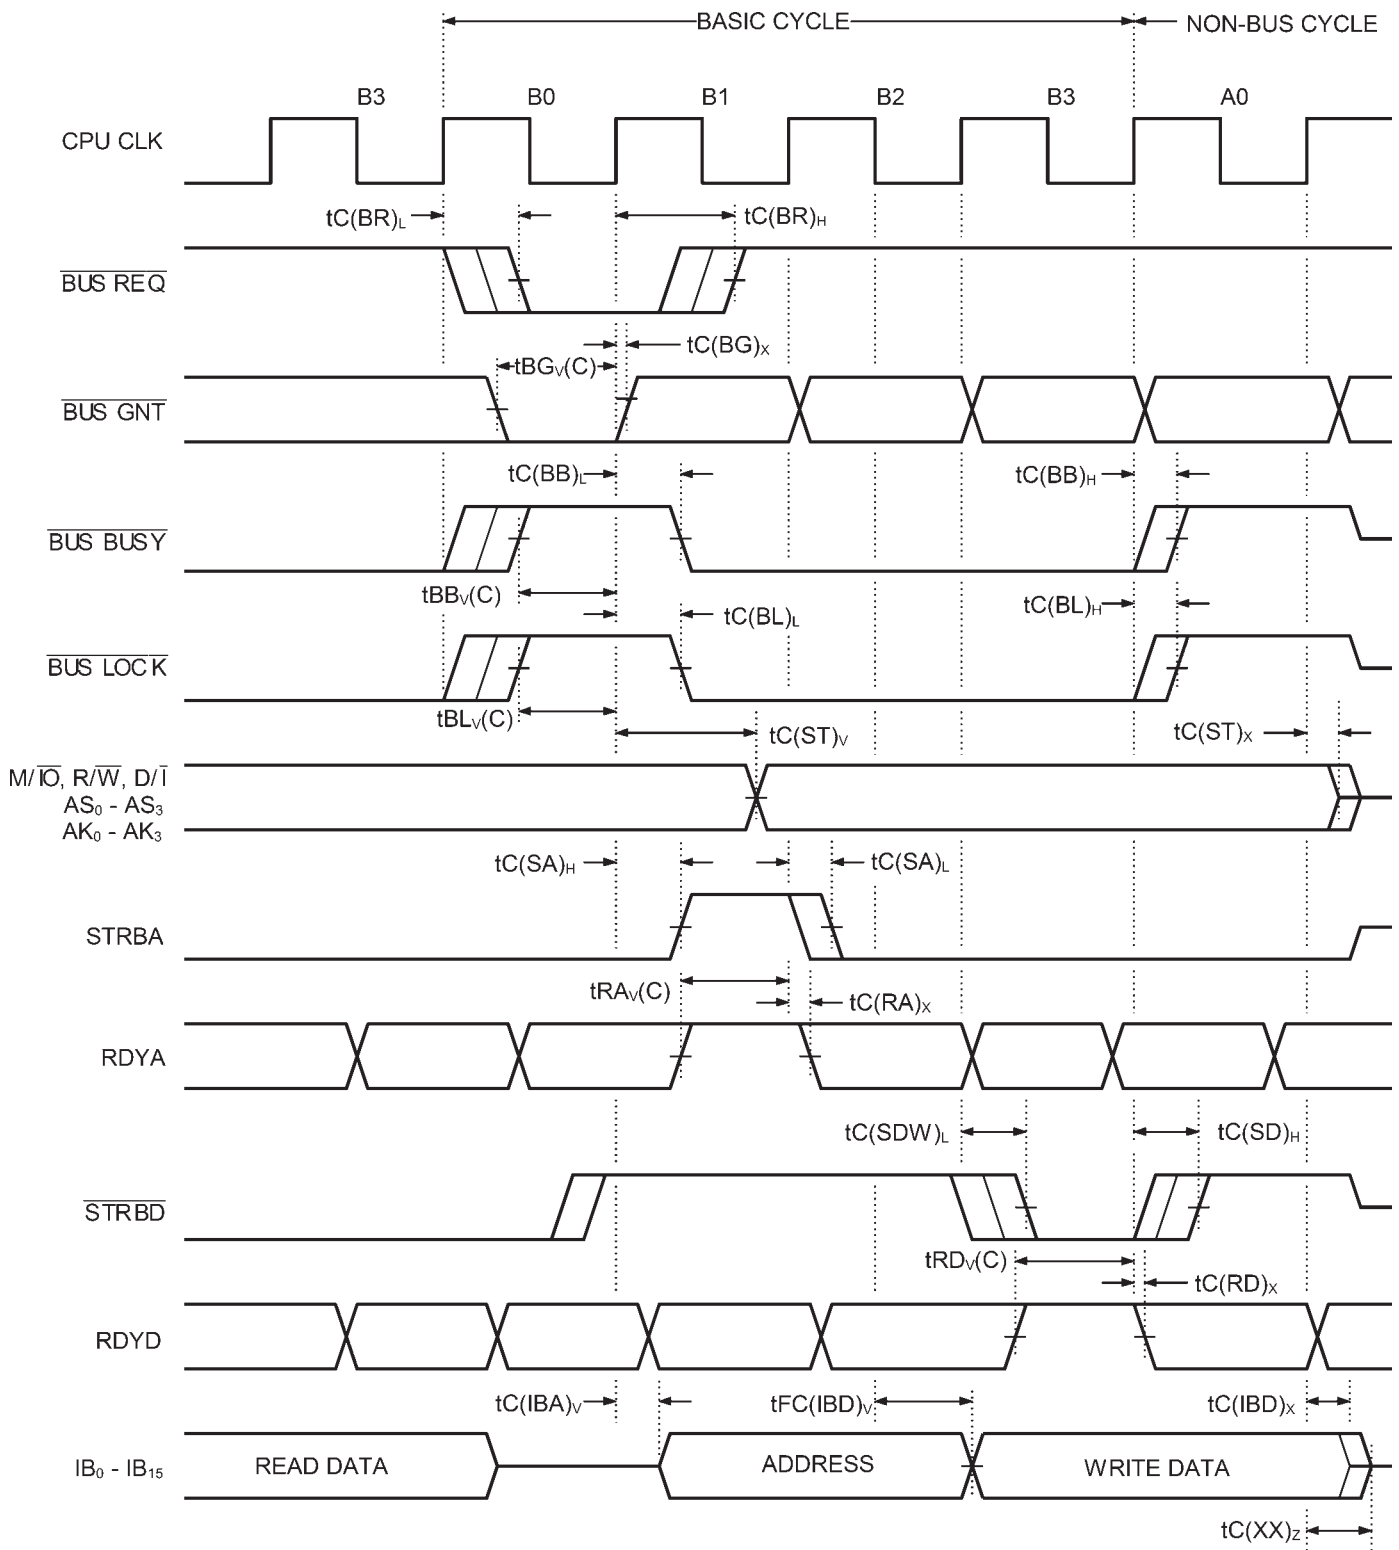 BASIC CYCLE NON-BUS CYCLE
B3 B0 B1 B2 B3 A0
CPU CLK
tC(BR)L tC(BR)H
BUS REQ
tC(BG)X
tBGV(C)
BUS GNT
tC(BB)L tC(BB)H
BUS BUSY
tBBV(C) tC(BL)H
tC(BL)L
BUS LOCK
tBLV(C)
tC(ST)V tC(ST)X
M/IO, R/W, D/I
AS0 - AS3
AK0 - AK3
tC(SA)H tC(SA)L
STRBA
tRAV(C) tC(RA)X
RDYA
tC(SDW)L tC(SD)H
STRBD
tRDV(C)
tC(RD)X
RDYD
tC(IBA)V tFC(IBD)V tC(IBD)X
IB0 - IB15 READ DATA ADDRESS WRITE DATA
tC(XX)Z